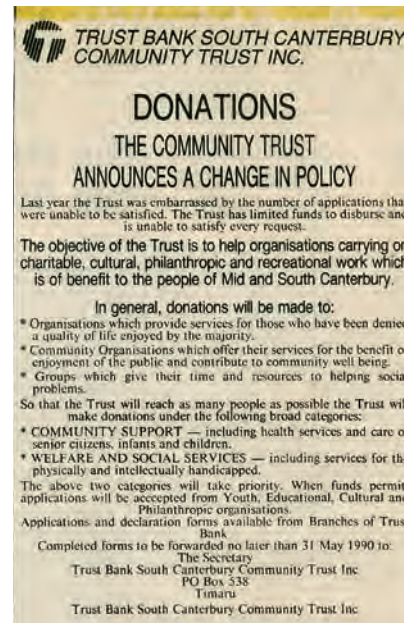 TRUST BANK SOUTH CANTERBURY
COMMUNITY TRUST INC.
DONATIONS
THE COMMUNITY TRUST
ANNOUNCES A CHANGE IN POLICY
Last year the Trust was embarrassed by the number of applications tha
were unable to be satisfied. The Trust has limited funds to disburse and
is unable to satisfy every request.
The objective of the Trust is to help organisations carrying on
charitable, cultural, philanthropic and recreational work which
is of benefit to the people of Mid and South Canterbury.
In general, donations will be made to:
* Organisations which provide services for those who have been denied
a quality of life enjoyed by the majority.
* Community Organisations which offer their services for the benefit o
enjoyment of the public and contribute to community well being.
* Groups which give their time and resources to helping socia
problems.
So that the Trust will reach as many people as possible the Trust wil
make donations under the following broad categories:
* COMMUNITY SUPPORT — including health services and care o
senior citizens, infants and children.
* WELFARE AND SOCIAL SERVICES — including services for th
physically and intellectually handicapped.
The above two categories will take priority. When funds permit
applications will be acccepted from Youth, Educational, Cultural and
Philanthropic organisations.
Applications and declaration forms available from Branches of Trus
Bank
Completed forms to be forwarded no later than 31 May 1990 to:
The Secretary
Trust Bank South Canterbury Community Trust Inc
PO Box 538
Timaru
Trust Bank South Canterbury Community Trust Inc